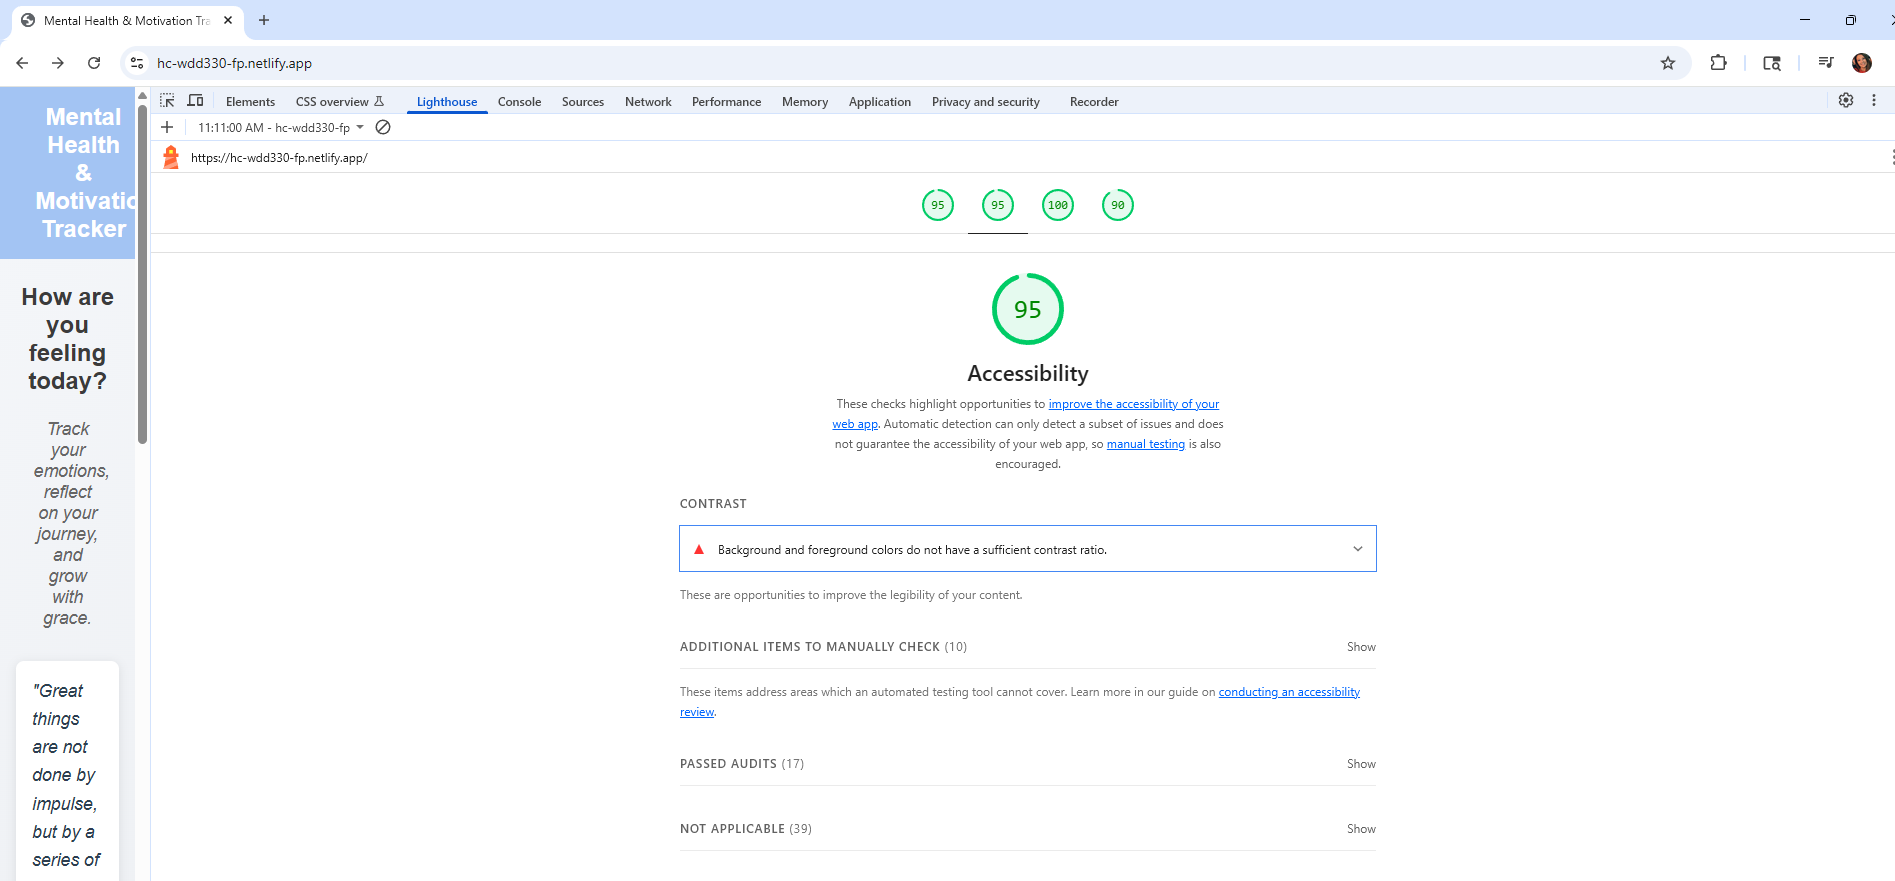 Mental Health & Motivation Tra
hc-wdd330-fp.netlify.app
Elements CSS overview Lighthouse Console Sources Network Performance Memory Application Privacy and security Recorder
11:11:00 AM - hc-wdd330-fp
https://hc-wdd330-fp.netlify.app/
Mental
Health
&
Motivatio
Tracker
How are
you
feeling
today?
Track
your
emotions,
reflect
on your
journey,
and
grow
with
grace.
"Great
things
are not
done by
impulse,
but by a
series of
95 95 100 90
95
Accessibility
These checks highlight opportunities to improve the accessibility of your
web app. Automatic detection can only detect a subset of issues and does
not guarantee the accessibility of your web app, so manual testing is also
encouraged.
CONTRAST
Background and foreground colors do not have a sufficient contrast ratio.
These are opportunities to improve the legibility of your content.
ADDITIONAL ITEMS TO MANUALLY CHECK (10) Show
These items address areas which an automated testing tool cannot cover. Learn more in our guide on conducting an accessibility
review.
PASSED AUDITS (17) Show
NOT APPLICABLE (39) Show